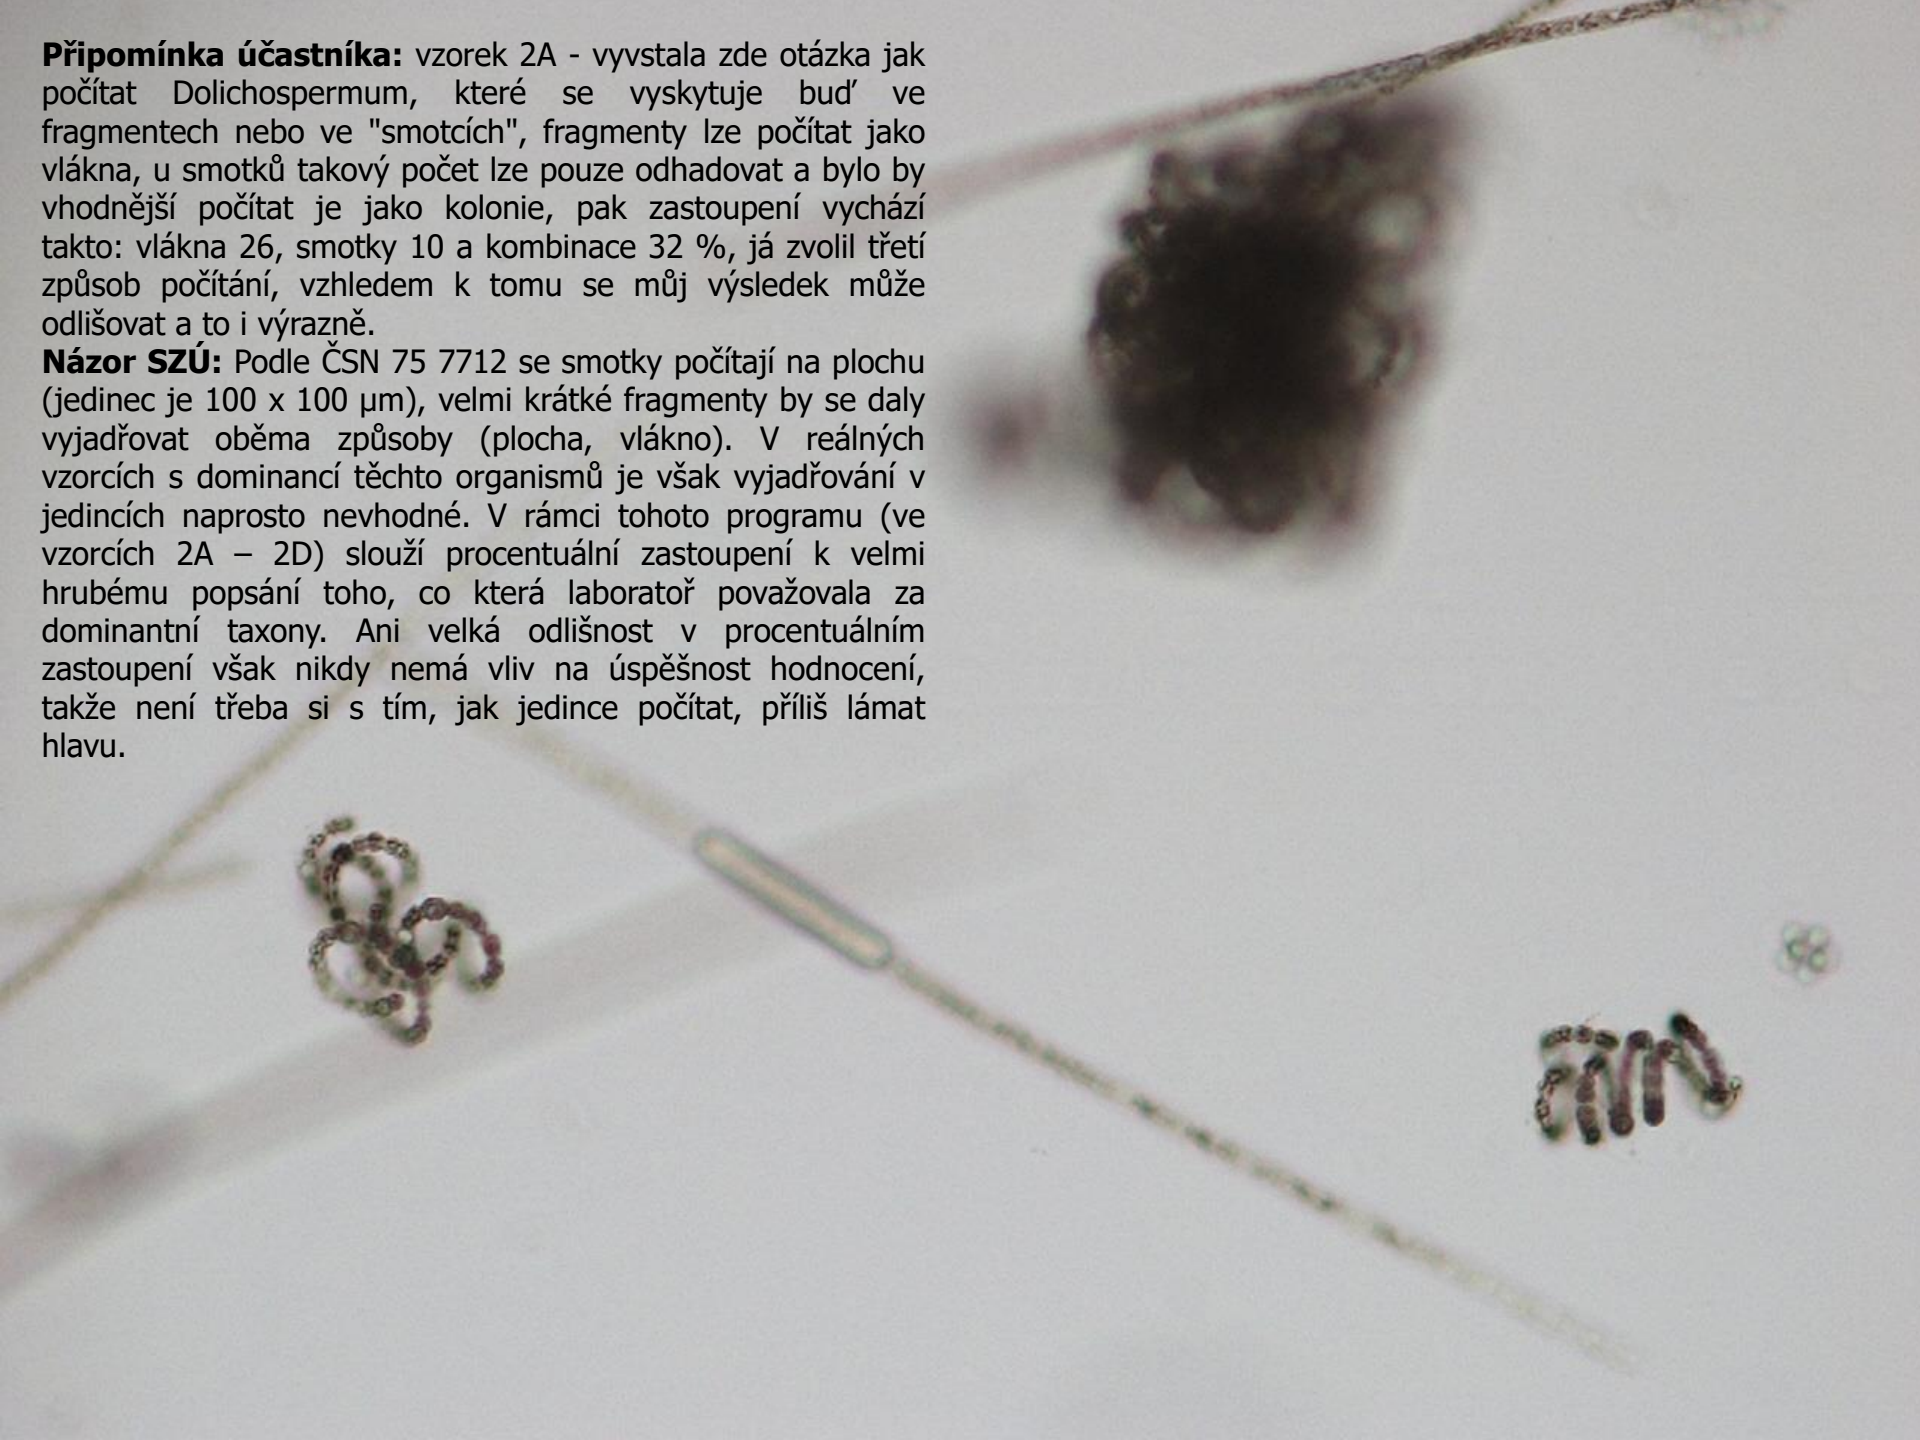 Připomínka účastníka: vzorek 2A - vyvstala zde otázka jak
počítat Dolichospermum, které se vyskytuje buď ve
fragmentech nebo ve "smotcích", fragmenty lze počítat jako
vlákna, u smotků takový počet lze pouze odhadovat a bylo by
vhodnější počítat je jako kolonie, pak zastoupení vychází
takto: vlákna 26, smotky 10 a kombinace 32 %, já zvolil třetí
způsob počítání, vzhledem k tomu se můj výsledek může
odlišovat a to i výrazně.
Názor SZÚ: Podle ČSN 75 7712 se smotky počítají na plochu
(jedinec je 100 x 100 µm), velmi krátké fragmenty by se daly
vyjadřovat oběma způsoby (plocha, vlákno). V reálných
vzorcích s dominancí těchto organismů je však vyjadřování v
jedincích naprosto nevhodné. V rámci tohoto programu (ve
vzorcích 2A – 2D) slouží procentuální zastoupení k velmi
hrubému popsání toho, co která laboratoř považovala za
dominantní taxony. Ani velká odlišnost v procentuálním
zastoupení však nikdy nemá vliv na úspěšnost hodnocení,
takže není třeba si s tím, jak jedince počítat, příliš lámat
hlavu.